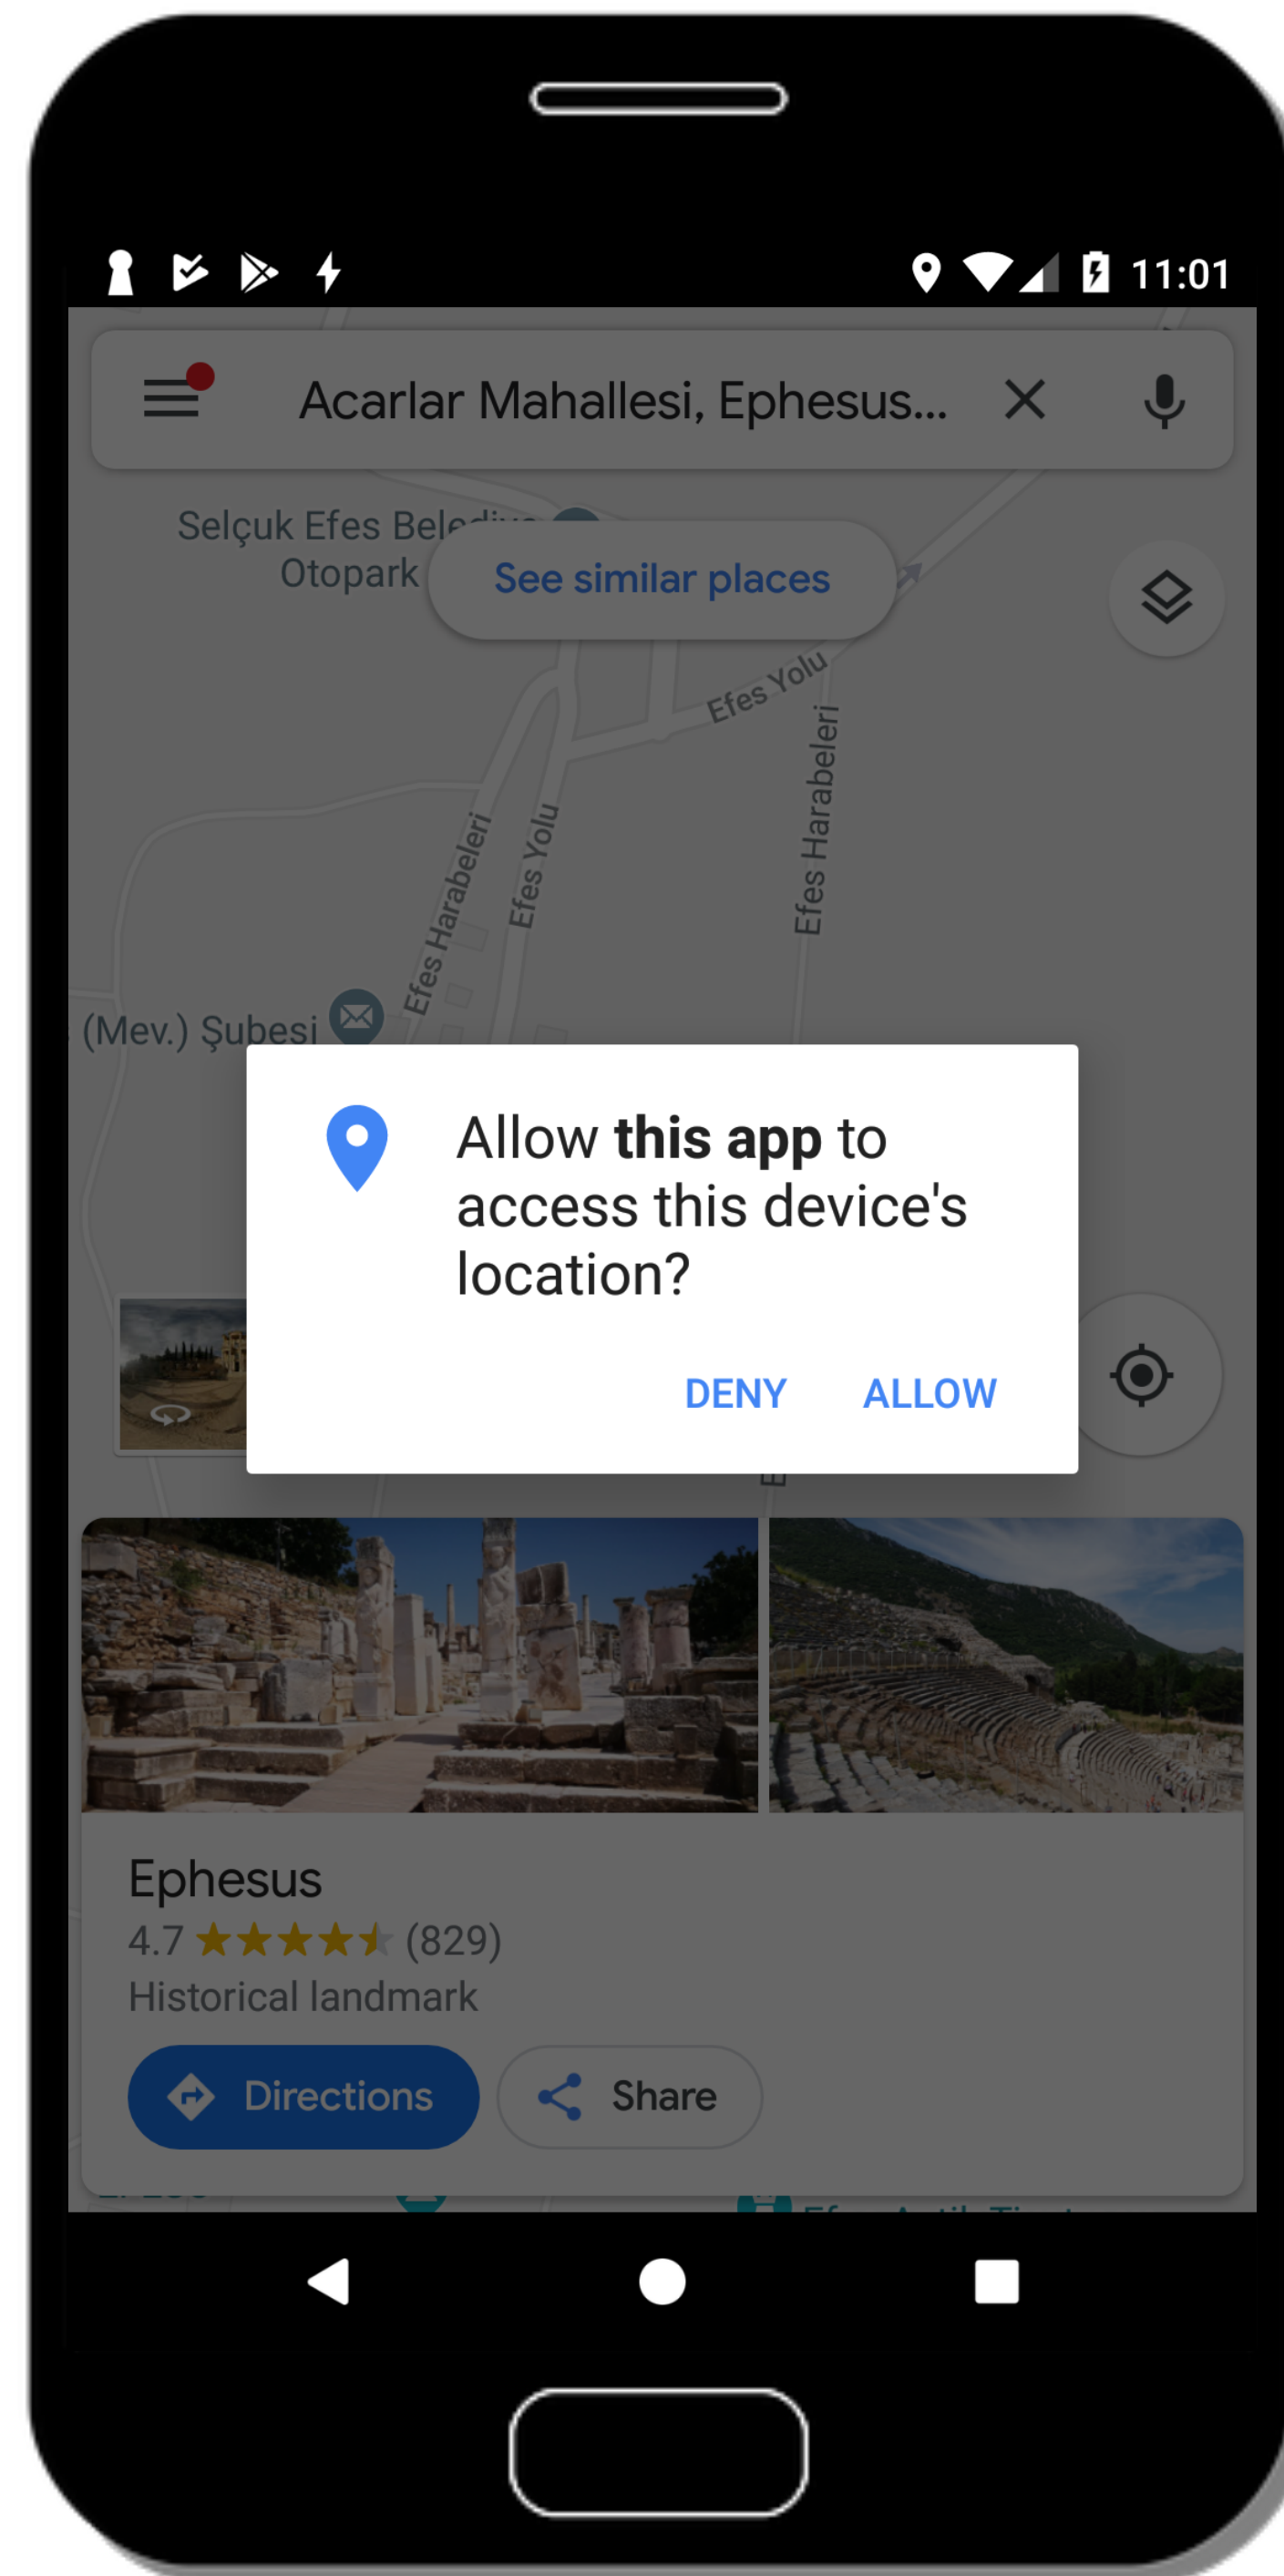 11:01
Acarlar Mahallesi, Ephesus...
Selçuk Efes Belediye
Otopark
See similar places
Efes Yolu
Efes Harabeleri
Efes Harabeleri
Efes Yolu
(Mev.) Şubesi
Allow this app to
access this device's
location?
DENY ALLOW
Ephesus
4.7 (829)
Historical landmark
Directions Share